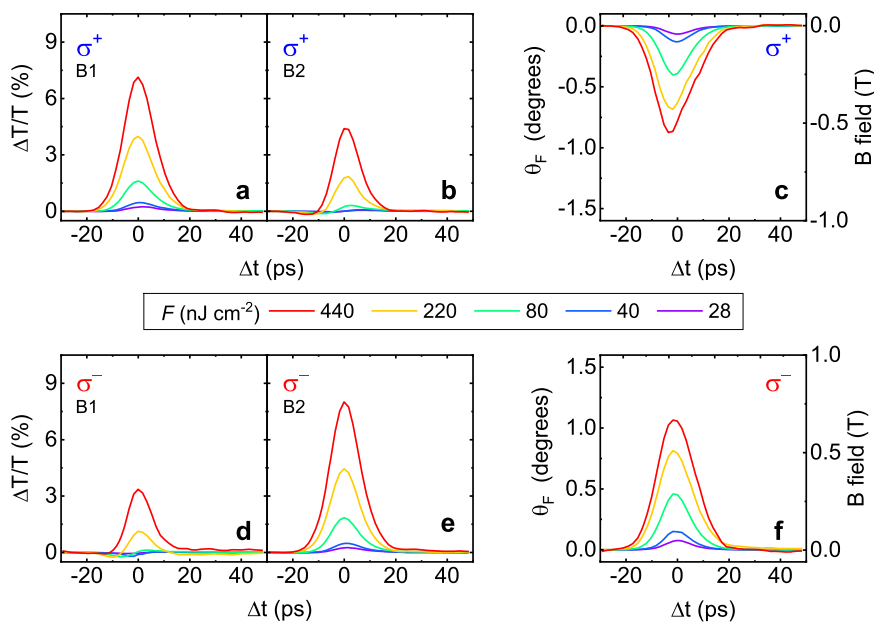 9
6
3
0
ΔT/T (%)
σ+
B1
a
σ+
B2
b
-20 0 20 40
-20 0 20 40
Δt (ps)
0.0
-0.5
-1.0
-1.5
θF (degrees)
σ+
c
0.0
-0.5
-1.0
B field (T)
-20 0 20 40
Δt (ps)
F (nJ cm-2) 440 220 80 40 28
9
6
3
0
ΔT/T (%)
σ−
B1
d
σ−
B2
e
-20 0 20 40
-20 0 20 40
Δt (ps)
1.5
1.0
0.5
0.0
θF (degrees)
σ−
f
1.0
0.5
0.0
B field (T)
-20 0 20 40
Δt (ps)